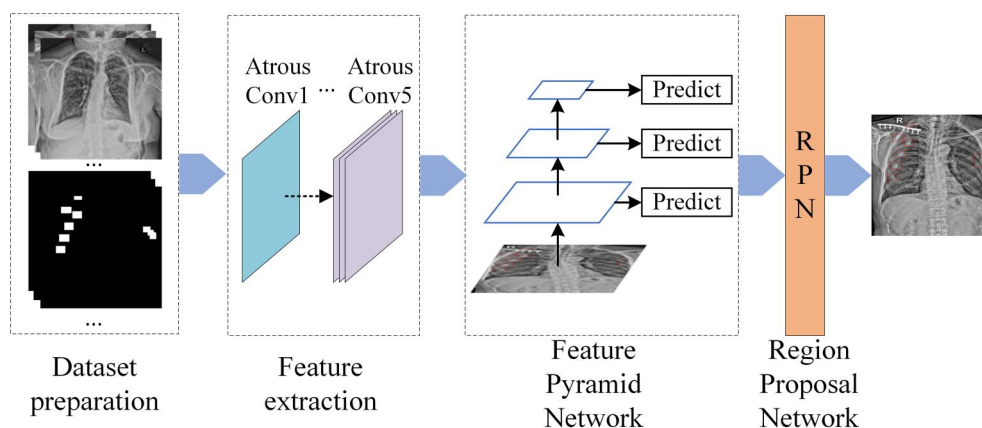 Atrous
Conv1
...
Atrous
Conv5
Predict
Predict
Predict
R
P
N
R
...
...
Dataset
preparation
Feature
extraction
Feature
Pyramid
Network
Region
Proposal
Network